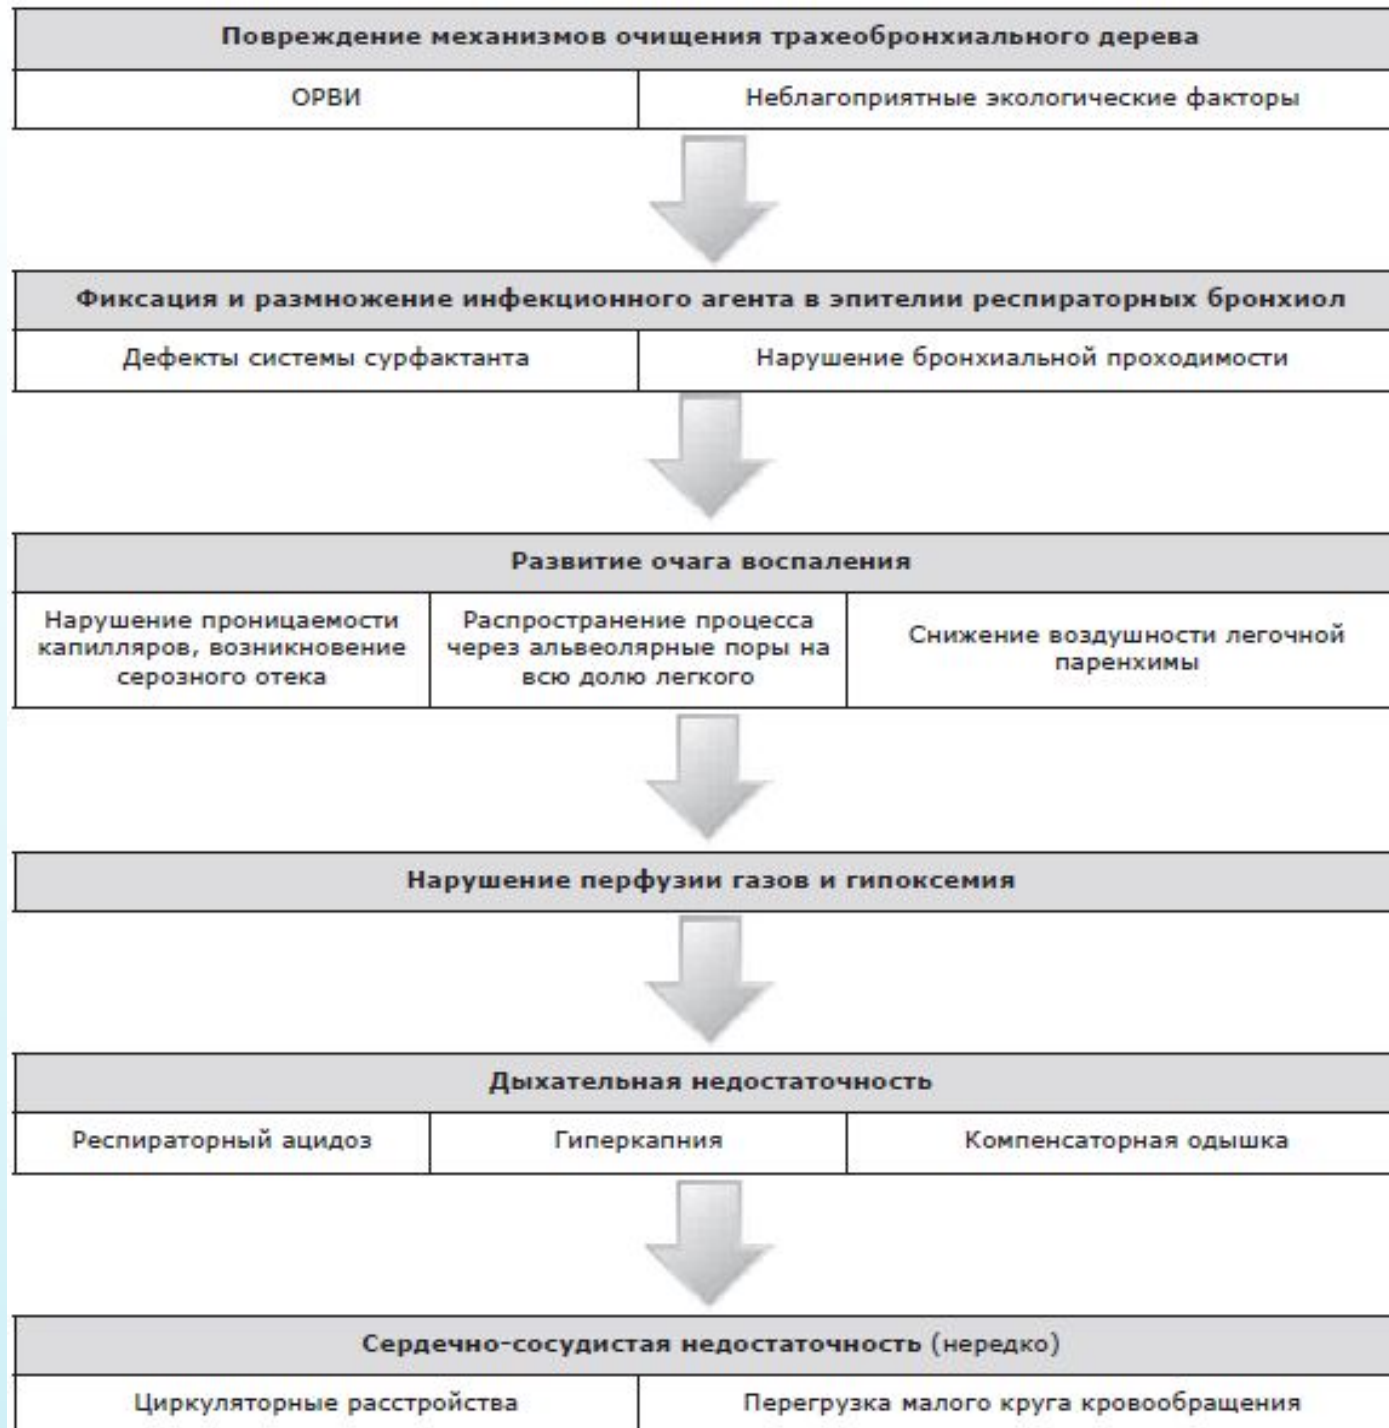 Повреждение механизмов очищения трахеобронхиального дерева
ОРВИ
Неблагоприятные экологические факторы
Фиксация и размножение инфекционного агента в эпителии респираторных бронхиол
Дефекты системы сурфактанта
Нарушение бронхиальной проходимости
Развитие очага воспаления
Нарушение проницаемости
капилляров, возникновение
серозного отека
Распространение процесса
через альвеолярные поры на
всю долю легкого
Снижение воздушности легочной
паренхимы
Нарушение перфузии газов и гипоксемия
Дыхательная недостаточность
Респираторный ацидоз
Гиперкапния
Компенсаторная одышка
Сердечно-сосудистая недостаточность (нередко)
Циркуляторные расстройства
Перегрузка малого круга кровообращения